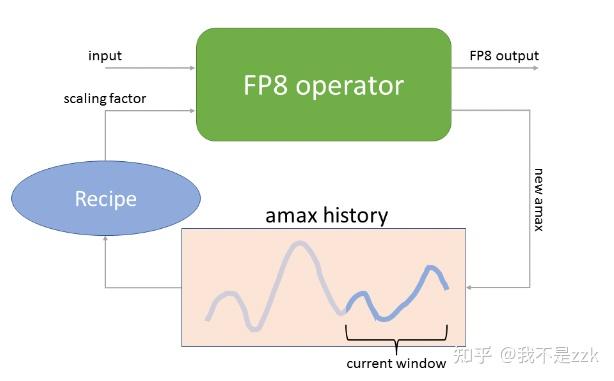 input
FP8 operator
FP8 output
scaling factor
Recipe
new amax
amax history
current window
知乎 @我不是zzk